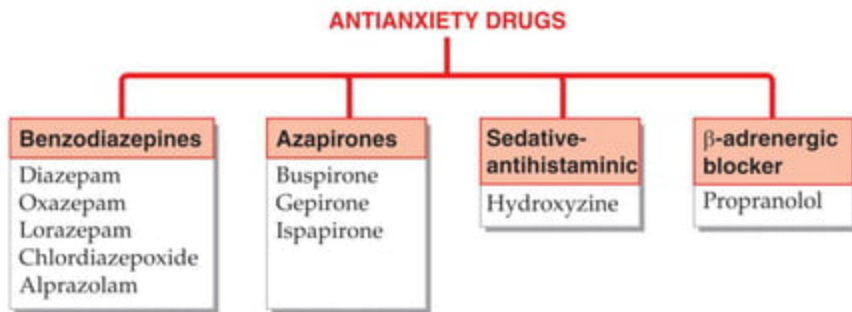 ANTIANXIETY DRUGS
Benzodiazepines
Diazepam
Oxazepam
Lorazepam
Chlordiazepoxide
Alprazolam
Azapirones
Buspirone
Gepirone
Ispapirone
Sedative-
antihistaminic
Hydroxyzine
β-adrenergic
blocker
Propranolol